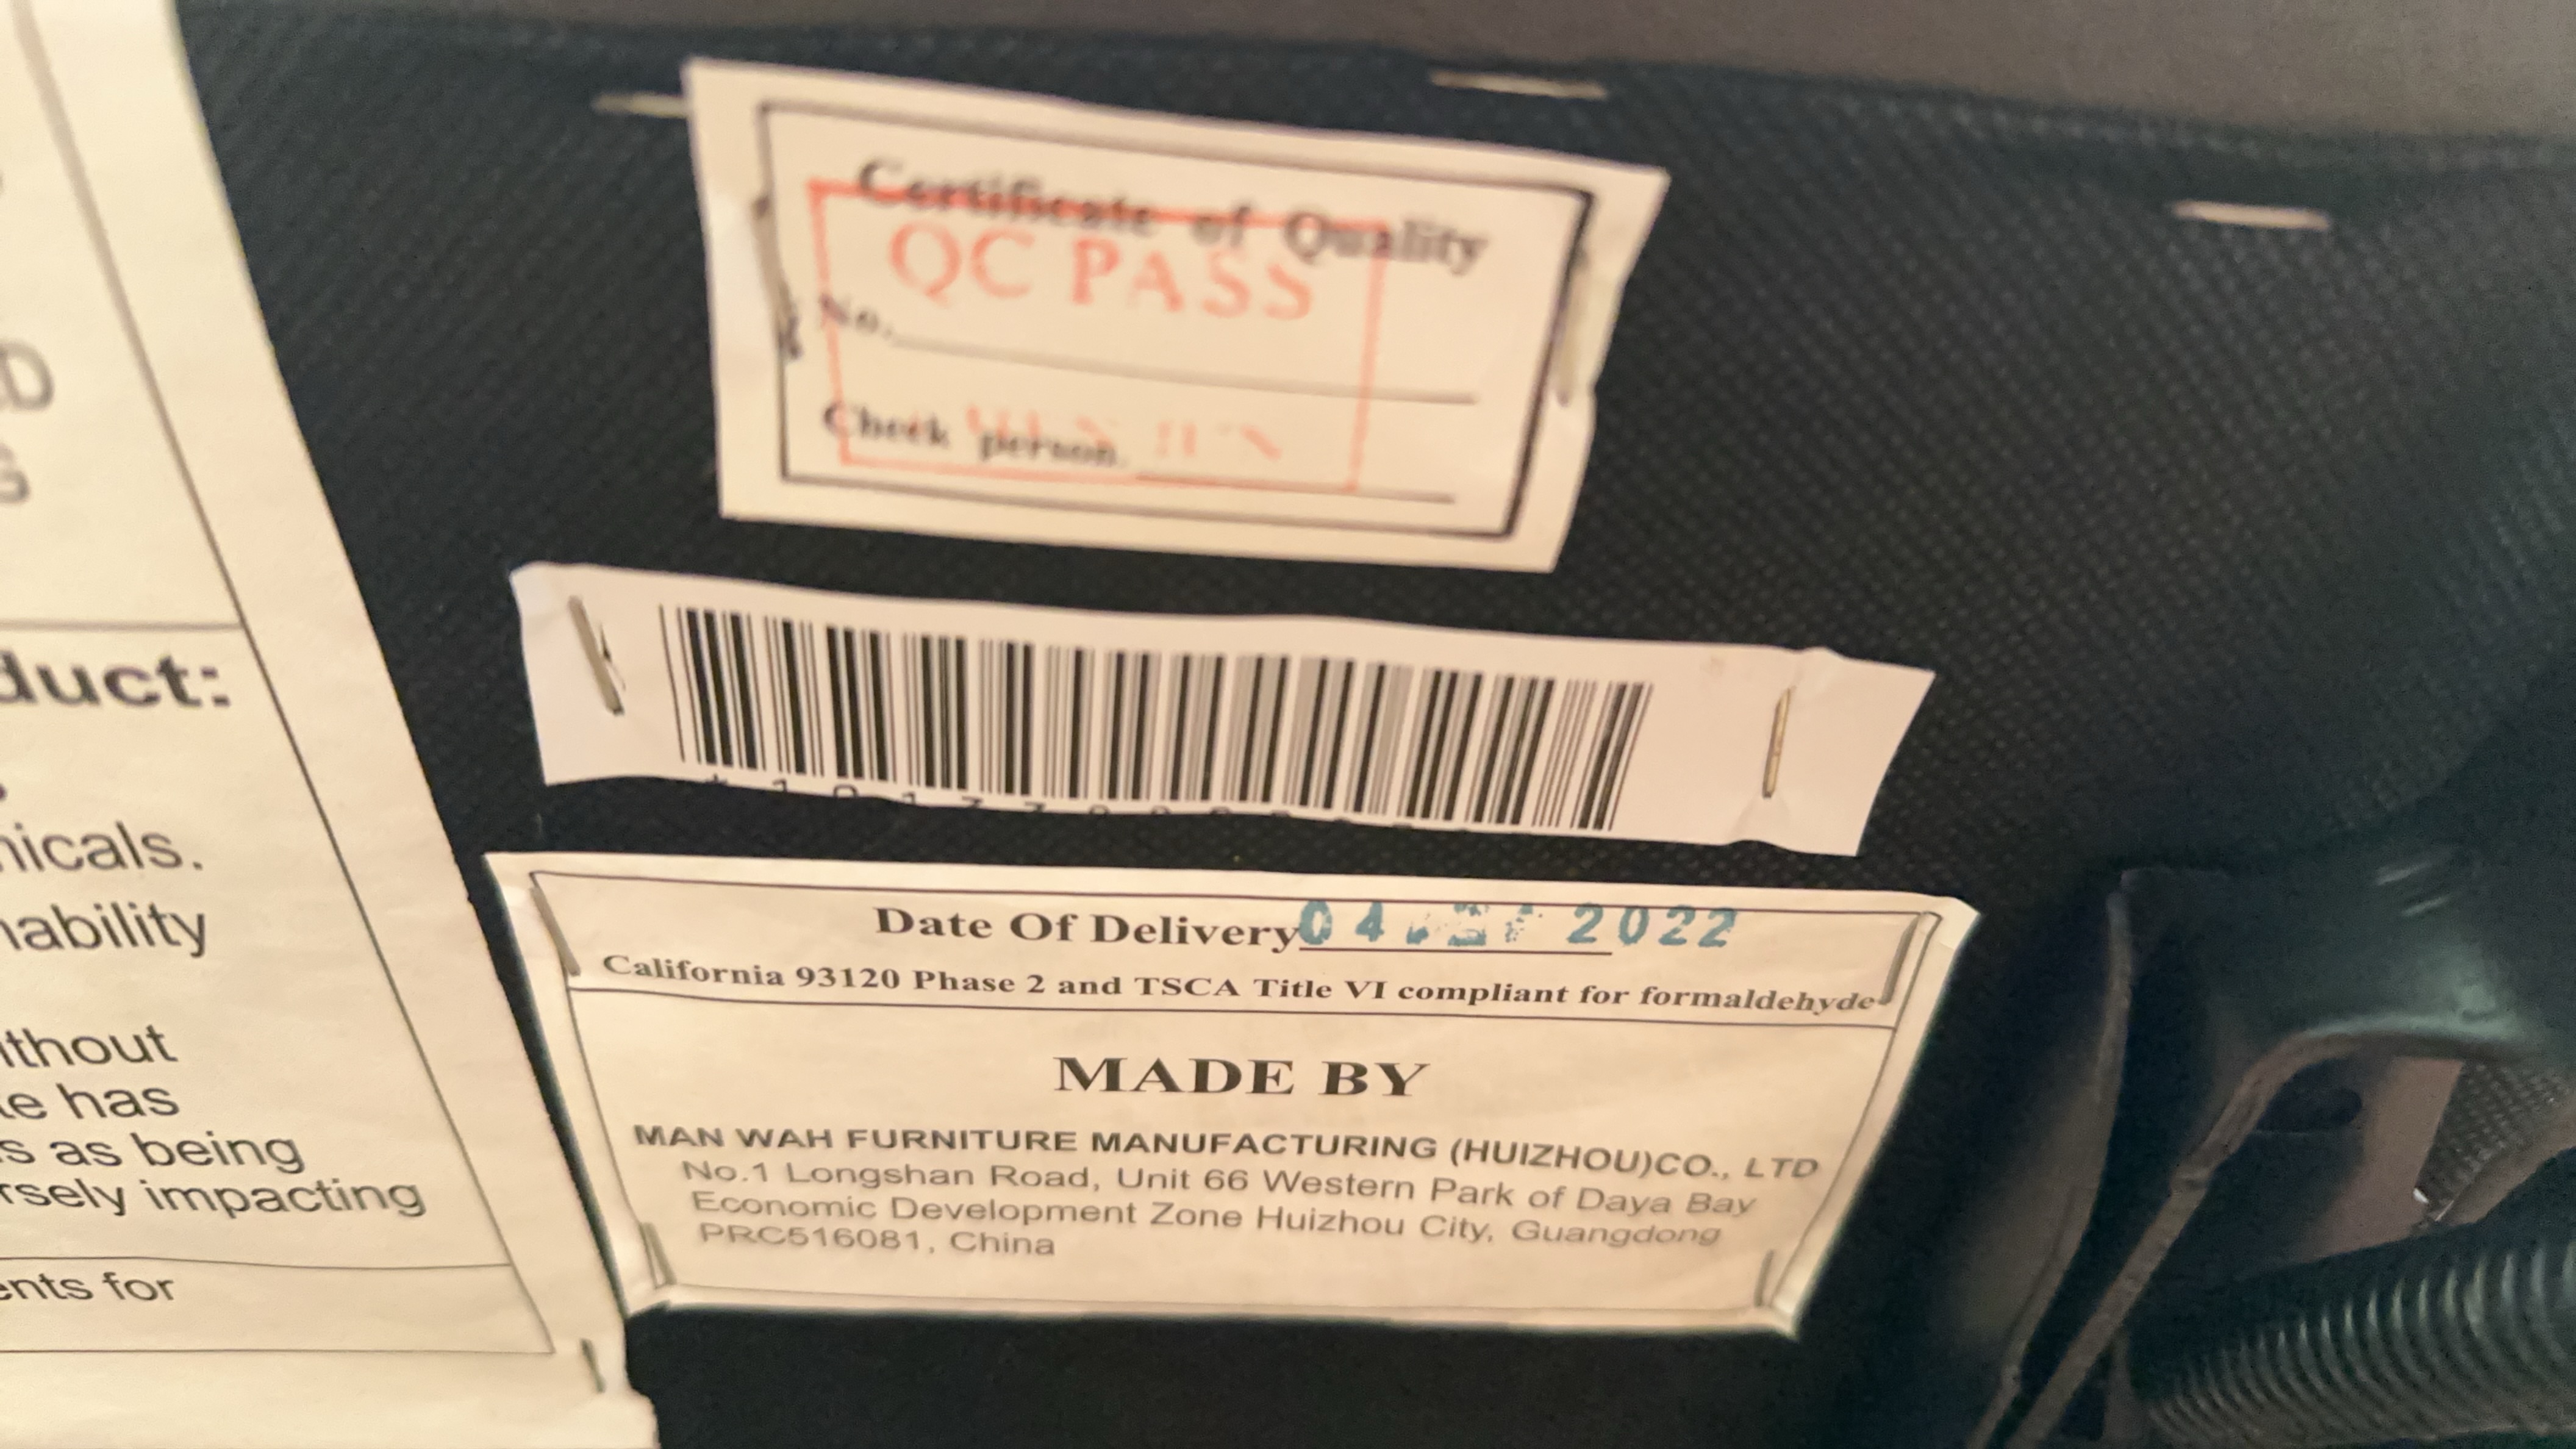 Certificate of Quality
QC PASS
No.
Check person.
Date Of Delivery 04 2022
California 93120 Phase 2 and TSCA Title VI compliant for formaldehyde
MADE BY
MAN WAH FURNITURE MANUFACTURING (HUIZHOU)CO., LTD
No.1 Longshan Road, Unit 66 Western Park of Daya Bay
Economic Development Zone Huizhou City, Guangdong
PRC516081, China
duct:
nicals.
ability
ithout
has
s as being
rsely impacting
ents for